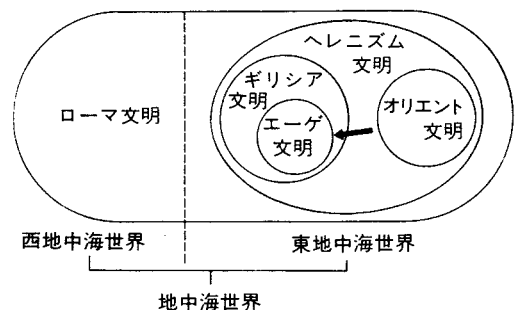 ヘレニズム
文明
ギリシア
文明
ローマ文明
エーゲ
文明
オリエント
文明
西地中海世界
東地中海世界
地中海世界